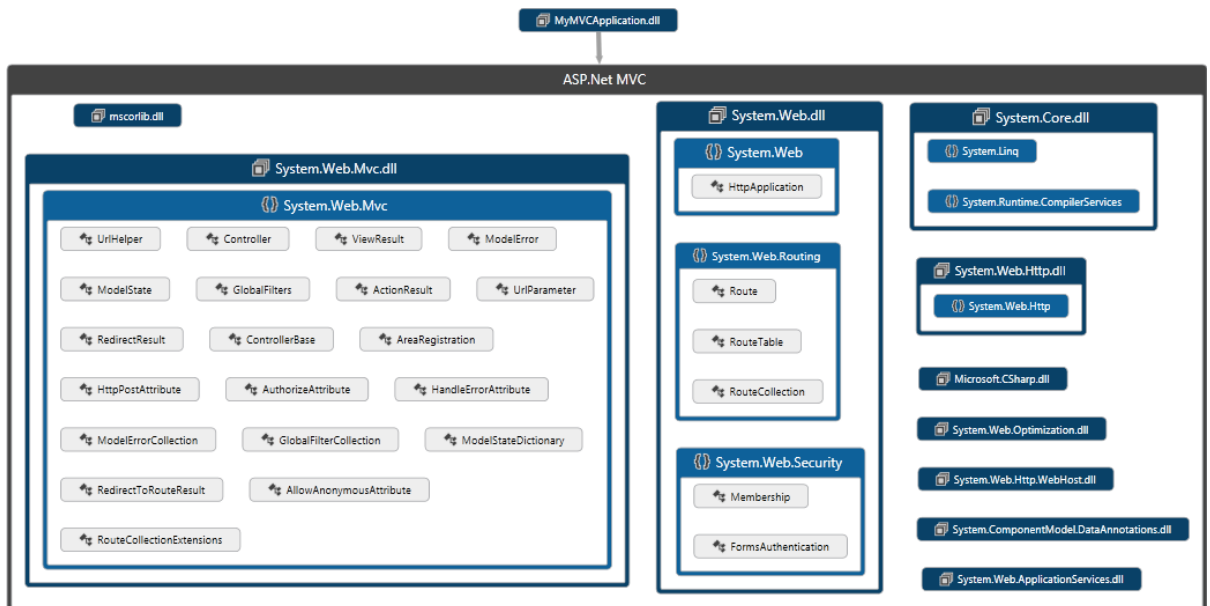 MyMVCApplication.dll
ASP.Net MVC
mscorlib.dll
System.Web.Mvc.dll
System.Web.Mvc
UrlHelper
Controller
ViewResult
ModelError
ModelState
GlobalFilters
ActionResult
UrlParameter
RedirectResult
ControllerBase
AreaRegistration
HttpPostAttribute
AuthorizeAttribute
HandleErrorAttribute
ModelErrorCollection
GlobalFilterCollection
ModelStateDictionary
RedirectToRouteResult
AllowAnonymousAttribute
RouteCollectionExtensions
System.Web.dll
System.Web
HttpApplication
System.Web.Routing
Route
RouteTable
RouteCollection
System.Web.Security
Membership
FormsAuthentication
System.Core.dll
System.Linq
System.Runtime.CompilerServices
System.Web.Http.dll
System.Web.Http
Microsoft.CSharp.dll
System.Web.Optimization.dll
System.Web.Http.WebHost.dll
System.ComponentModel.DataAnnotations.dll
System.Web.ApplicationServices.dll